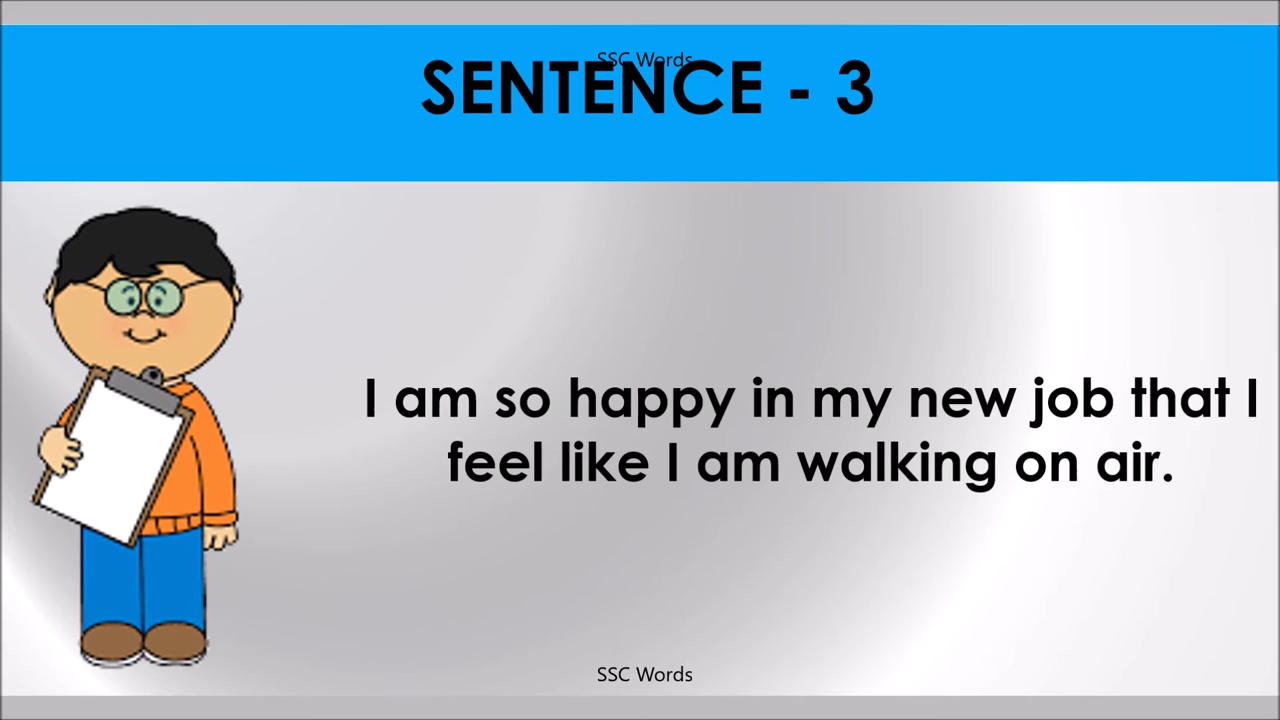 SSC Words
SENTENCE - 3
I am so happy in my new job that I
feel like I am walking on air.
SSC Words